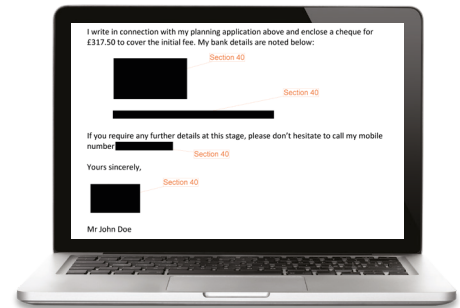 I write in connection with my planning application above and enclose a cheque for
£317.50 to cover the initial fee. My bank details are noted below:
Section 40
Section 40
If you require any further details at this stage, please don't hesitate to call my mobile
number
Section 40
Yours sincerely,
Section 40
Mr John Doe